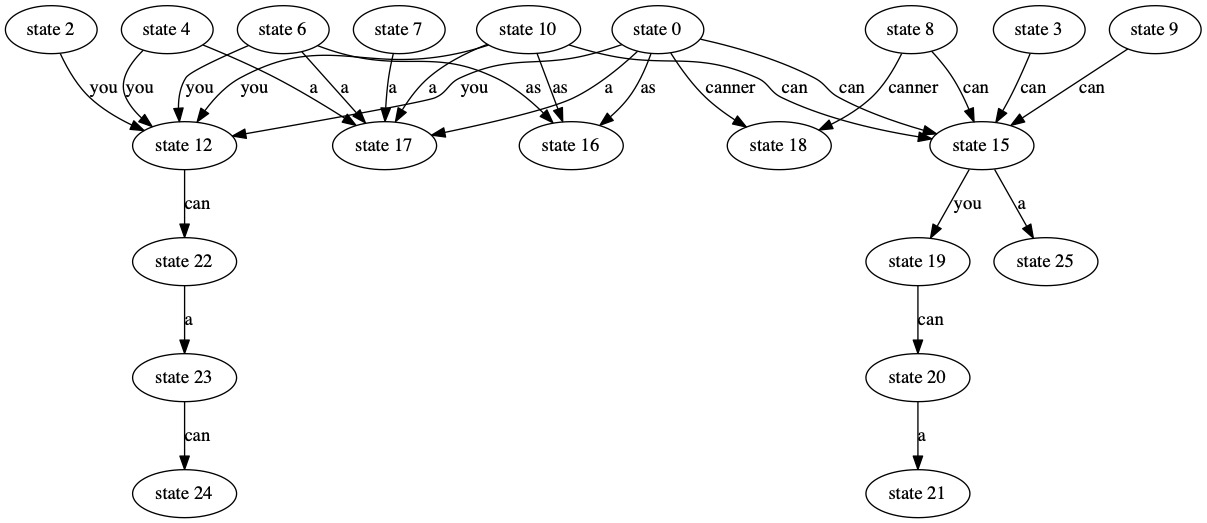 state 2 state 4 state 6 state 7 state 10 state 0 state 8 state 3 state 9
you you you you a a a a you as as a as canner can can canner can can can
state 12 state 17 state 16 state 18 state 15
can you a
state 22 state 19 state 25
a can
state 23 state 20
can a
state 24 state 21